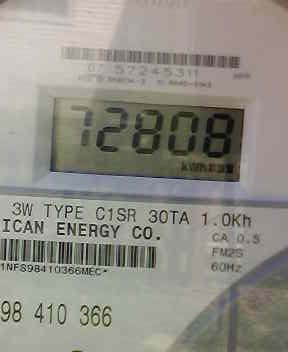 07 57245311
72808
kWh
3W TYPE C1SR 30TA 1.0Kh
ICAN ENERGY CO.
CA 0.5
FM2S
60Hz
1NFS98410366MEC*
98 410 366